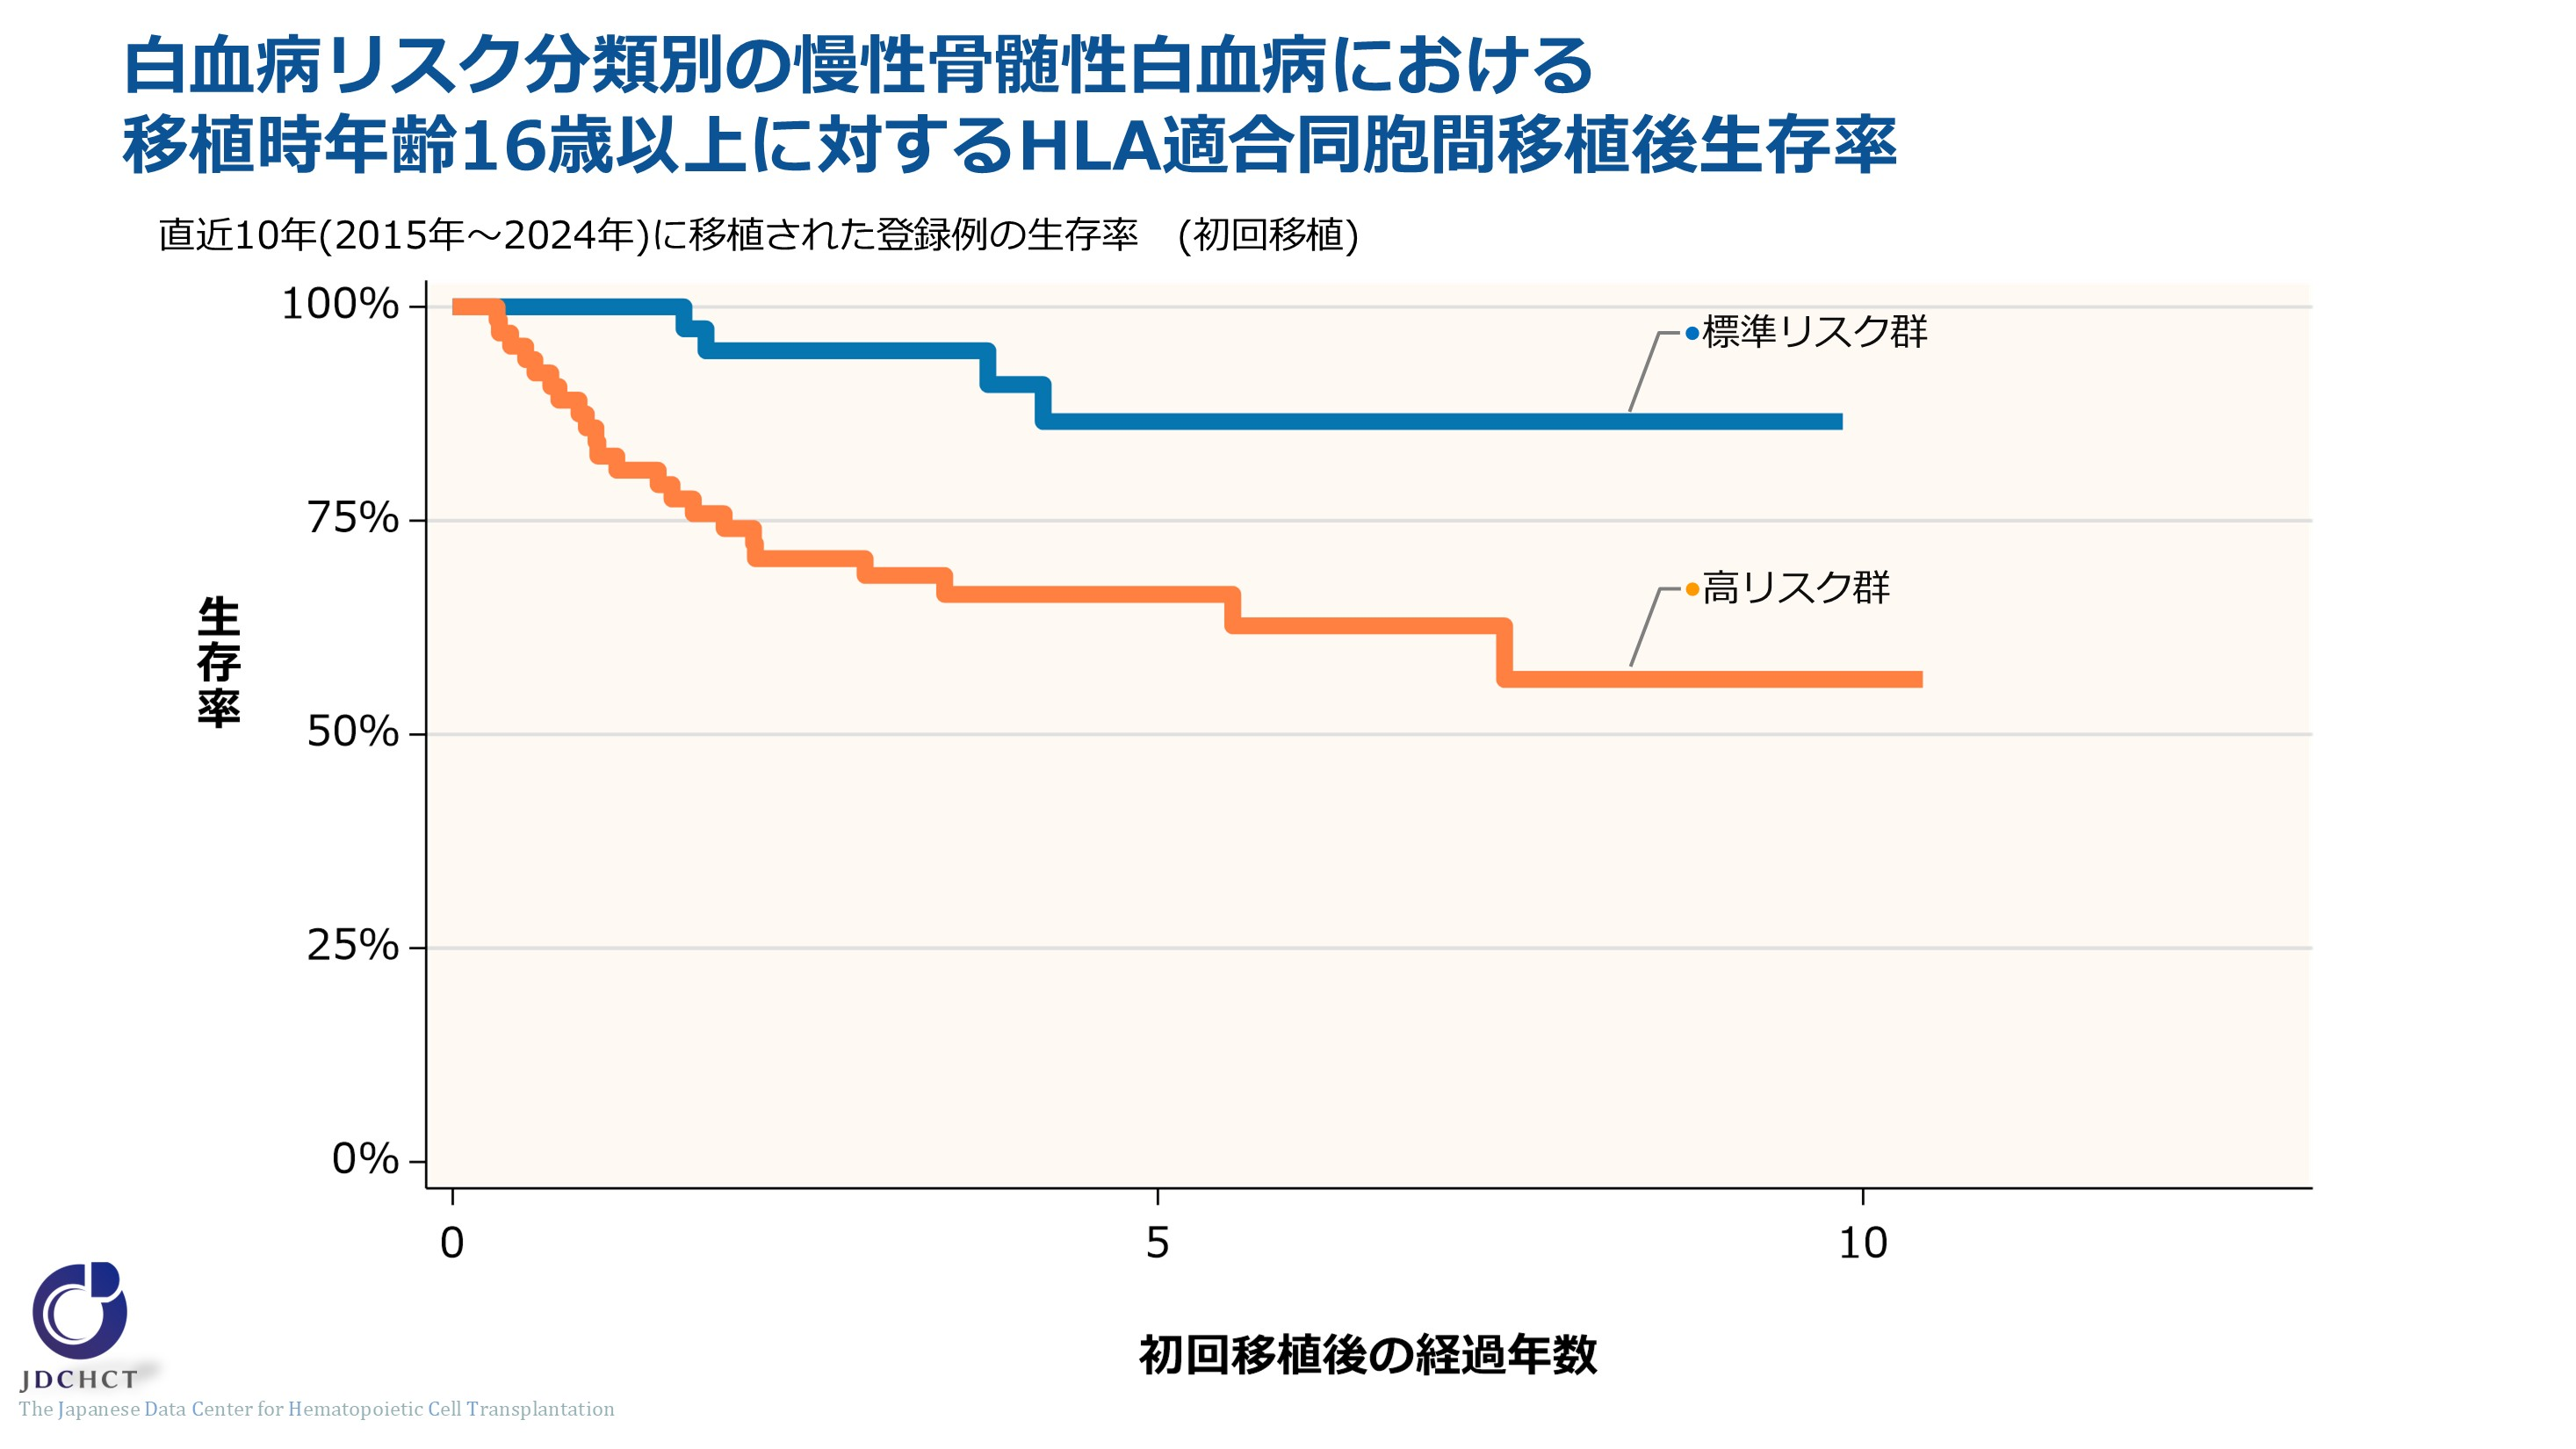 白血病リスク分類別の慢性骨髄性白血病における
移植時年齢16歳以上に対するHLA適合同胞間移植後生存率
直近10年(2015年～2024年)に移植された登録例の生存率　(初回移植)
100%
75%
50%
25%
0%
生存率
標準リスク群
高リスク群
0
5
10
初回移植後の経過年数
JDCHCT
The Japanese Data Center for Hematopoietic Cell Transplantation